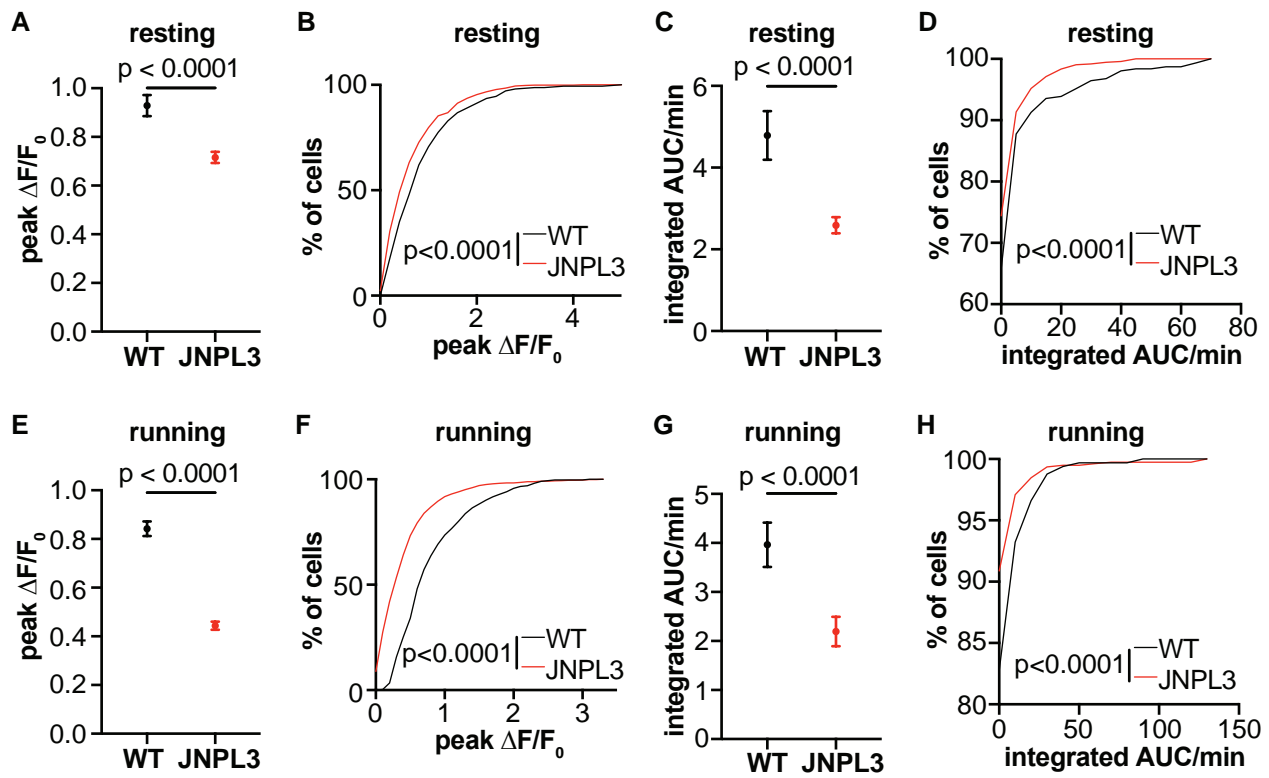 A
resting
p < 0.0001
peak ΔF/F₀
1.0
0.8
0.6
0.4
0.2
0.0
WT JNPL3
B
resting
% of cells
100
50
0
p<0.0001
WT
JNPL3
0 2 4
peak ΔF/F₀
C
resting
p < 0.0001
integrated AUC/min
6
4
2
0
WT JNPL3
D
resting
% of cells
100
90
80
70
60
p<0.0001
WT
JNPL3
0 20 40 60 80
integrated AUC/min
E
running
p < 0.0001
peak ΔF/F₀
1.0
0.8
0.6
0.4
0.2
0.0
WT JNPL3
F
running
% of cells
100
50
0
p<0.0001
WT
JNPL3
0 1 2 3
peak ΔF/F₀
G
running
p < 0.0001
integrated AUC/min
5
4
3
2
1
0
WT JNPL3
H
running
% of cells
100
95
90
85
80
p<0.0001
WT
JNPL3
0 50 100 150
integrated AUC/min